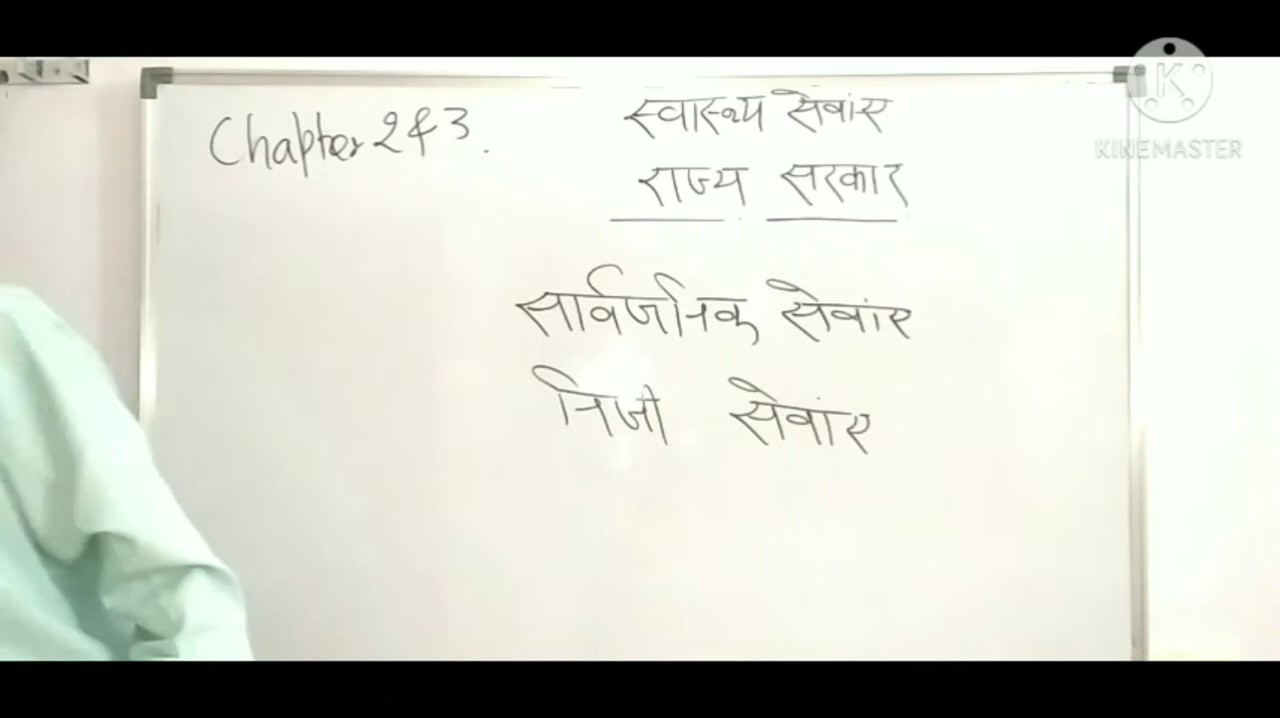 Chapter 2 & 3.
स्वास्थ्य सेवांए
राज्य सरकार
सार्वजनिक सेवांए
निजी सेवांए
K
KINEMASTER